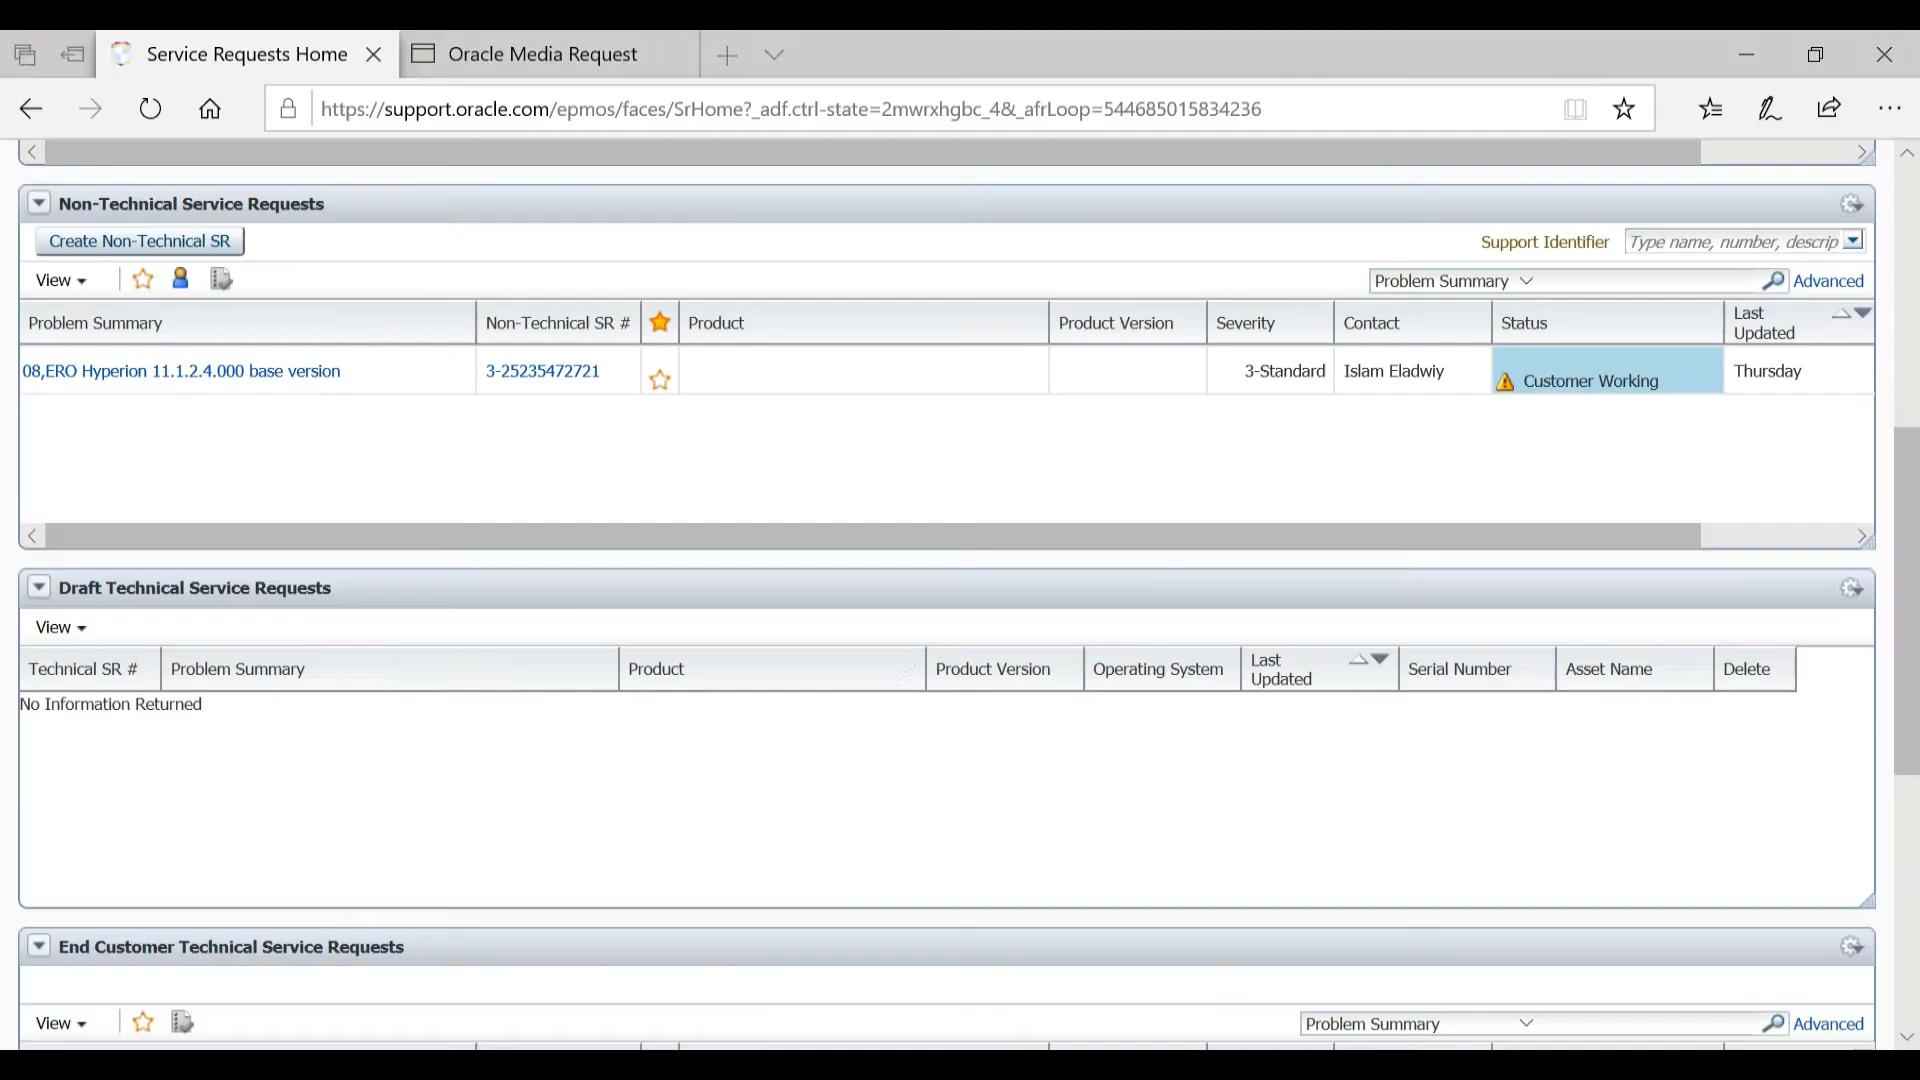 Service Requests Home
Oracle Media Request
https://support.oracle.com/epmos/faces/SrHome?_adf.ctrl-state=2mwrxhgbc_4&_afrLoop=544685015834236
Non-Technical Service Requests
Create Non-Technical SR
Support Identifier
Type name, number, descrip
View
Problem Summary
Advanced
Problem Summary
Non-Technical SR #
Product
Product Version
Severity
Contact
Status
Last
Updated
08,ERO Hyperion 11.1.2.4.000 base version
3-25235472721
3-Standard
Islam Eladwiy
Customer Working
Thursday
Draft Technical Service Requests
View
Technical SR #
Problem Summary
Product
Product Version
Operating System
Last
Updated
Serial Number
Asset Name
Delete
No Information Returned
End Customer Technical Service Requests
View
Problem Summary
Advanced